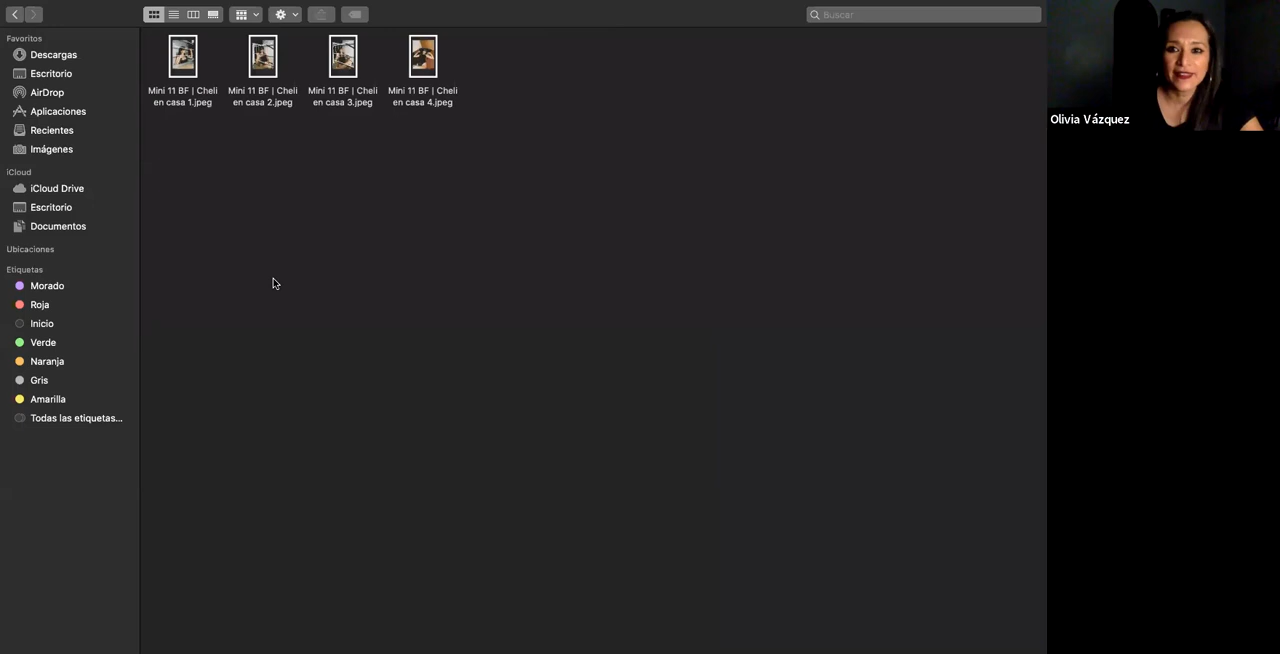 Buscar
Favoritos
Descargas
Escritorio
AirDrop
Aplicaciones
Recientes
Imágenes
iCloud
iCloud Drive
Escritorio
Documentos
Ubicaciones
Etiquetas
Morado
Roja
Inicio
Verde
Naranja
Gris
Amarilla
Todas las etiquetas...
Mini 11 BF | Cheli
en casa 1.jpeg
Mini 11 BF | Cheli
en casa 2.jpeg
Mini 11 BF | Cheli
en casa 3.jpeg
Mini 11 BF | Cheli
en casa 4.jpeg
Olivia Vázquez